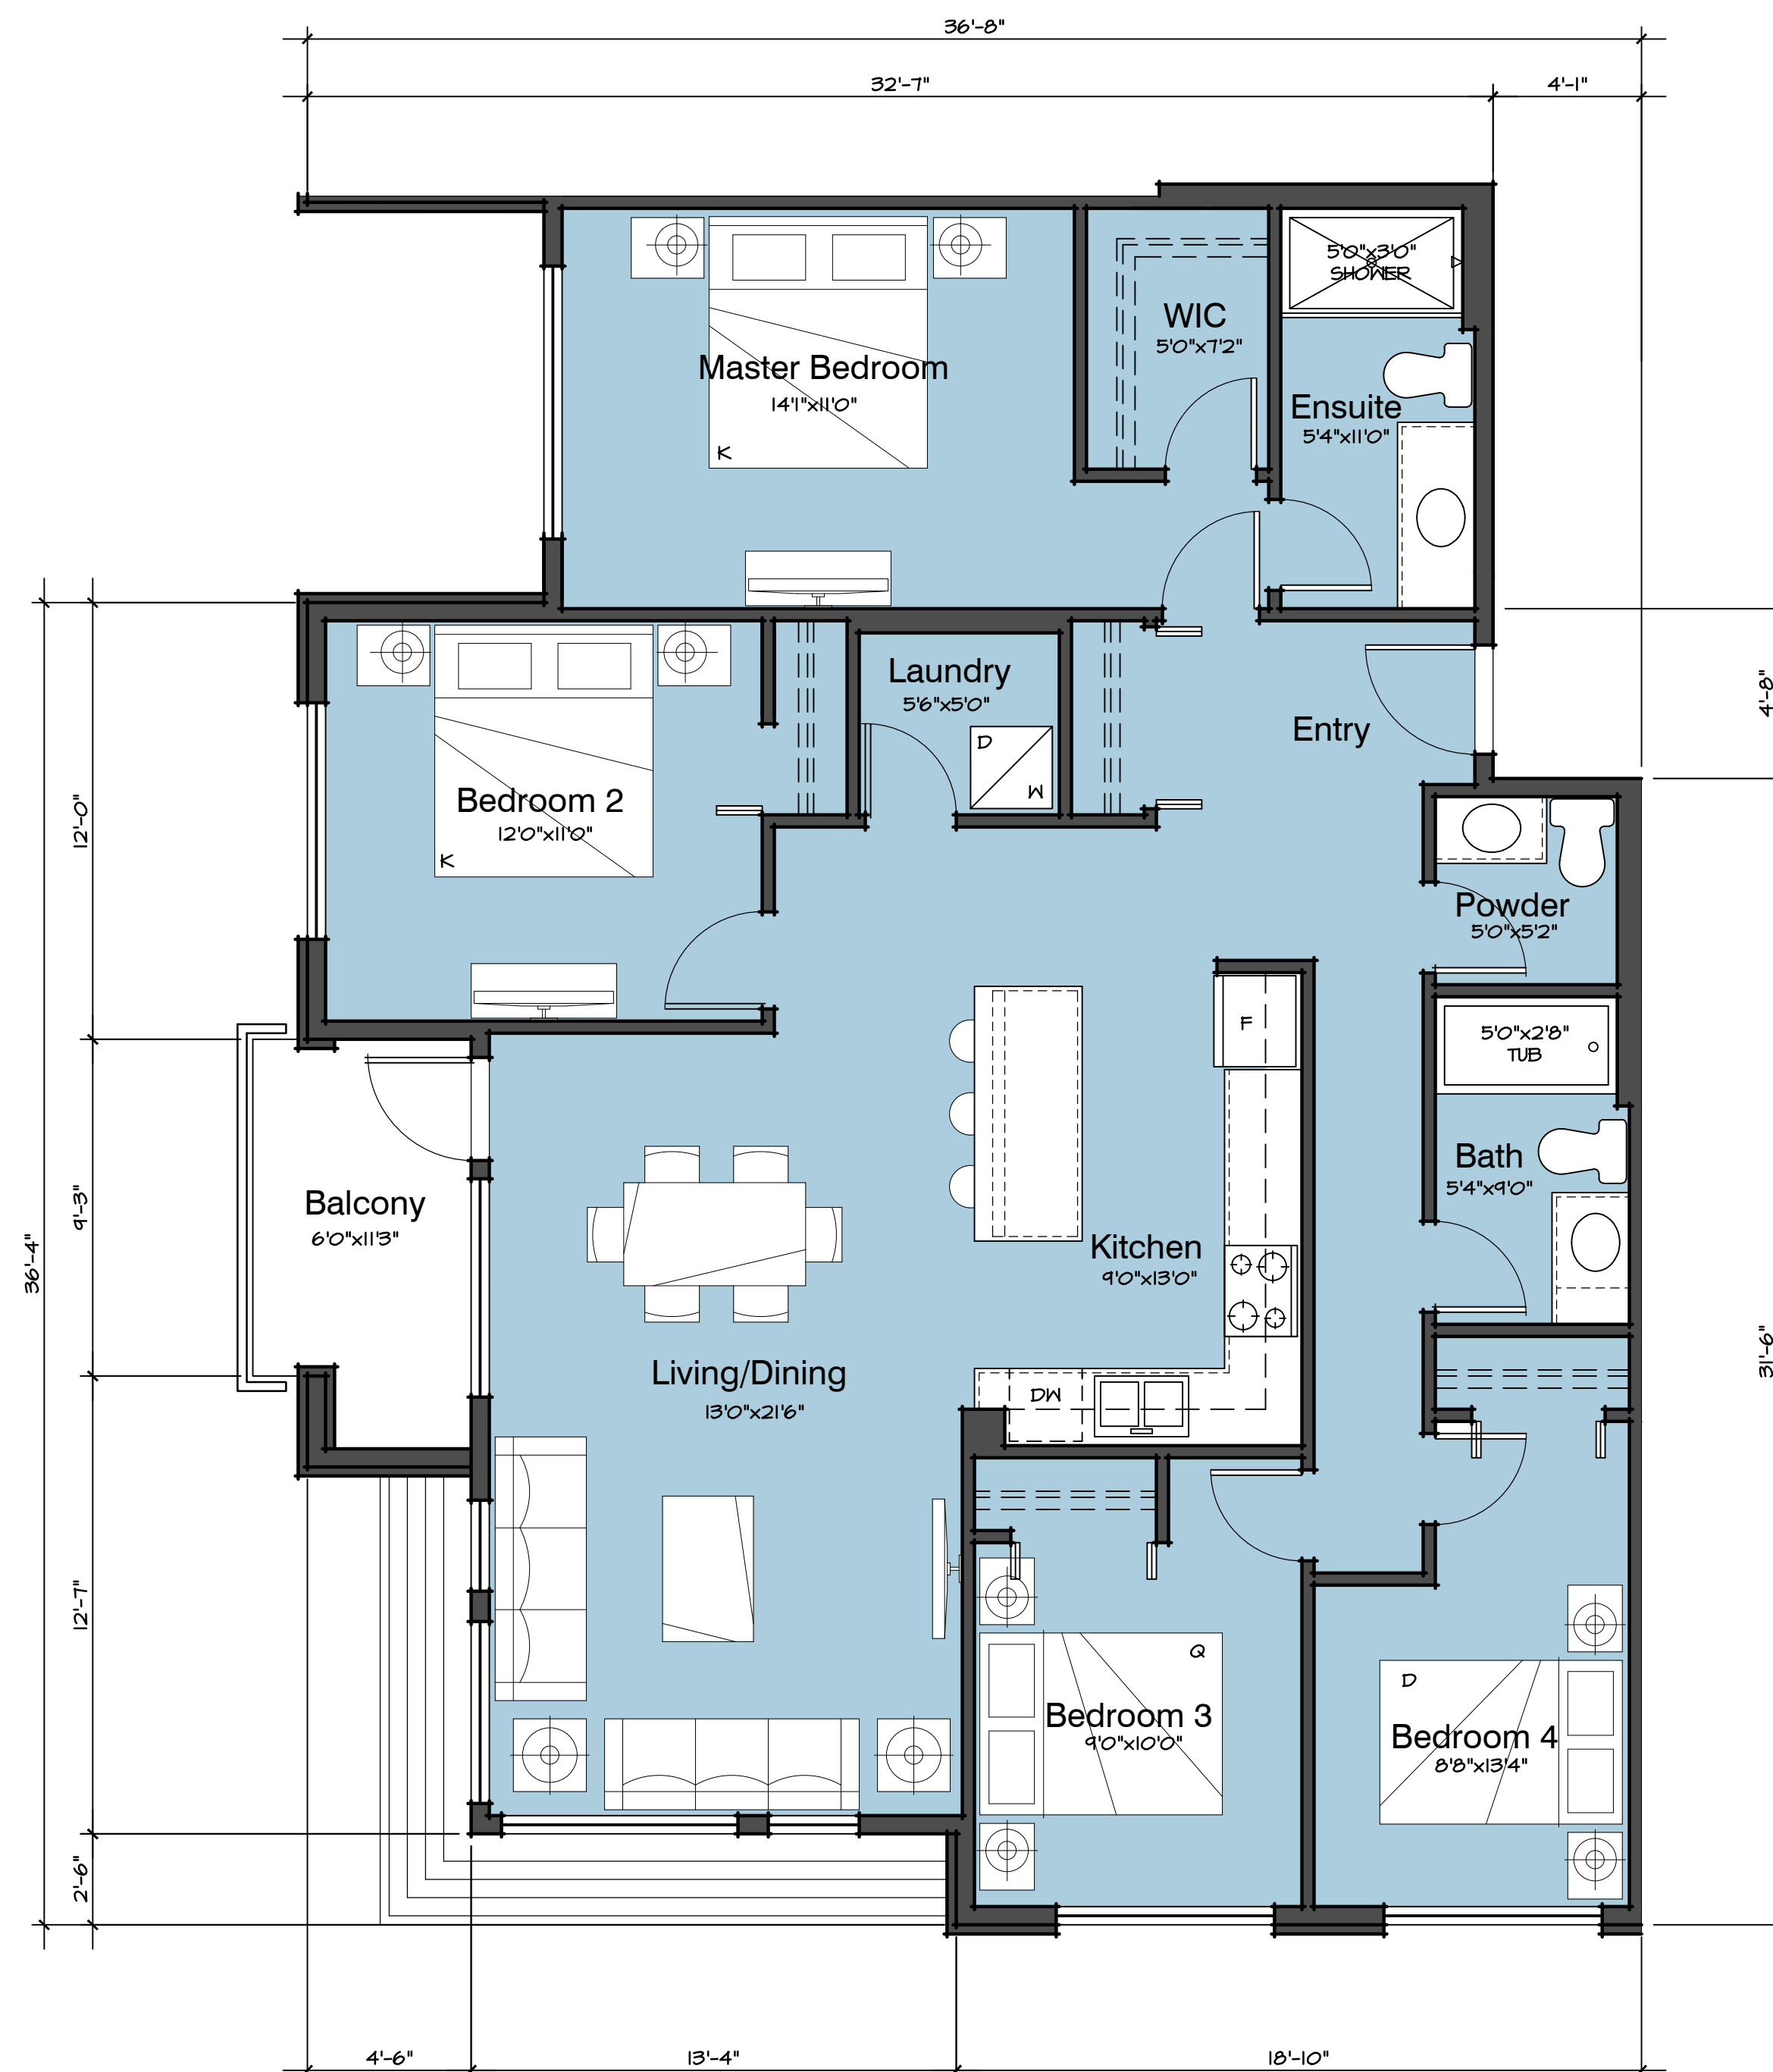 36'-8"
32'-7"
4'-1"
5'0"x3'0"
SHOWER
WIC
5'0"x7'2"
Master Bedroom
14'1"x11'0"
K
Ensuite
5'4"x11'0"
Laundry
5'6"x5'0"
D
W
Entry
4'-8"
Bedroom 2
12'0"x11'0"
K
12'-0"
Powder
5'0"x5'2"
F
5'0"x2'8"
TUB
Bath
5'4"x9'0"
Balcony
6'0"x11'3"
9'-3"
36'-4"
Kitchen
9'0"x13'0"
31'-6"
Living/Dining
13'0"x21'6"
DW
12'-7"
Q
D
Bedroom 3
9'0"x10'0"
Bedroom 4
8'8"x13'4"
2'-6"
4'-6"
13'-4"
18'-10"